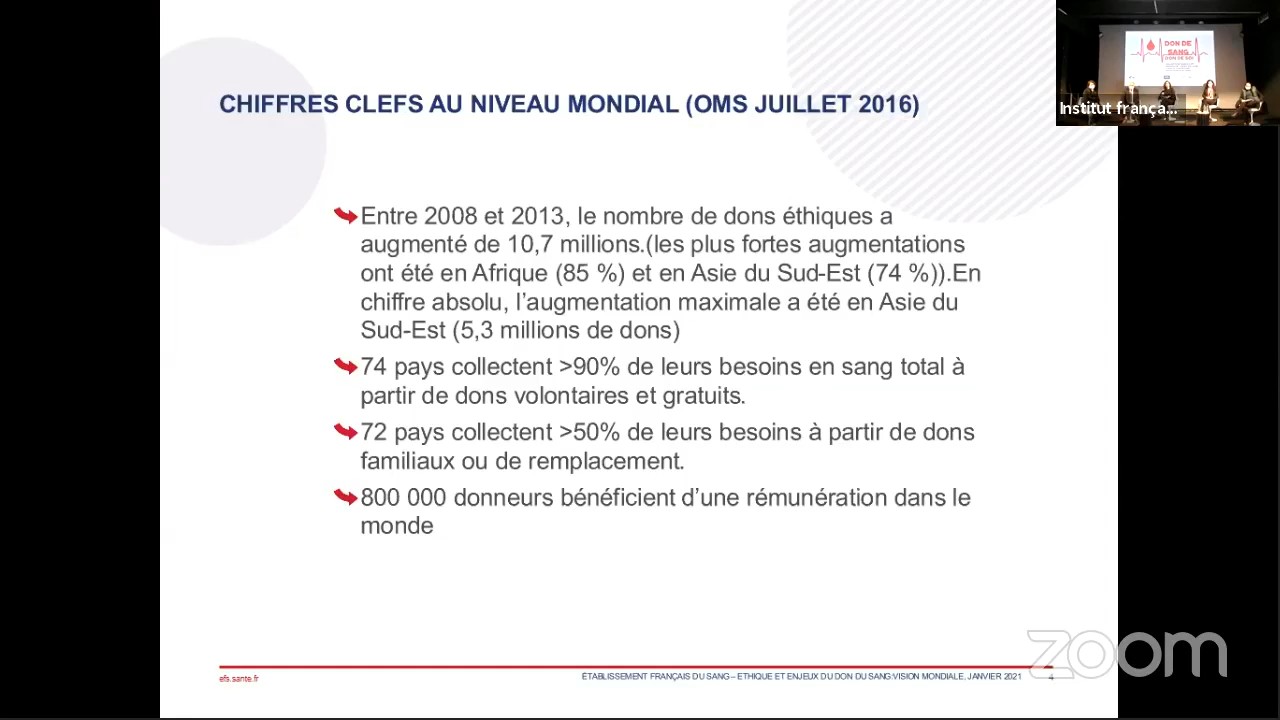 CHIFFRES CLEFS AU NIVEAU MONDIAL (OMS JUILLET 2016)
DON DE
SANG
DON DE SOI
Institut frança...
Entre 2008 et 2013, le nombre de dons éthiques a
augmenté de 10,7 millions.(les plus fortes augmentations
ont été en Afrique (85 %) et en Asie du Sud-Est (74 %)).En
chiffre absolu, l’augmentation maximale a été en Asie du
Sud-Est (5,3 millions de dons)
74 pays collectent >90% de leurs besoins en sang total à
partir de dons volontaires et gratuits.
72 pays collectent >50% de leurs besoins à partir de dons
familiaux ou de remplacement.
800 000 donneurs bénéficient d’une rémunération dans le
monde
zoom
efs.sante.fr
ÉTABLISSEMENT FRANÇAIS DU SANG – ETHIQUE ET ENJEUX DU DON DU SANG:VISION MONDIALE. JANVIER 2021
4